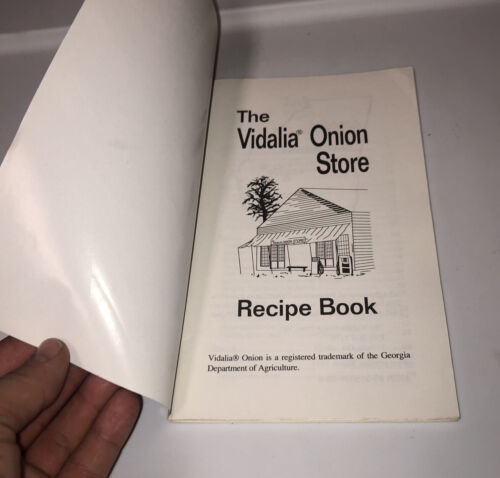 The
Vidalia® Onion
Store
Recipe Book
Vidalia® Onion is a registered trademark of the Georgia
Department of Agriculture.